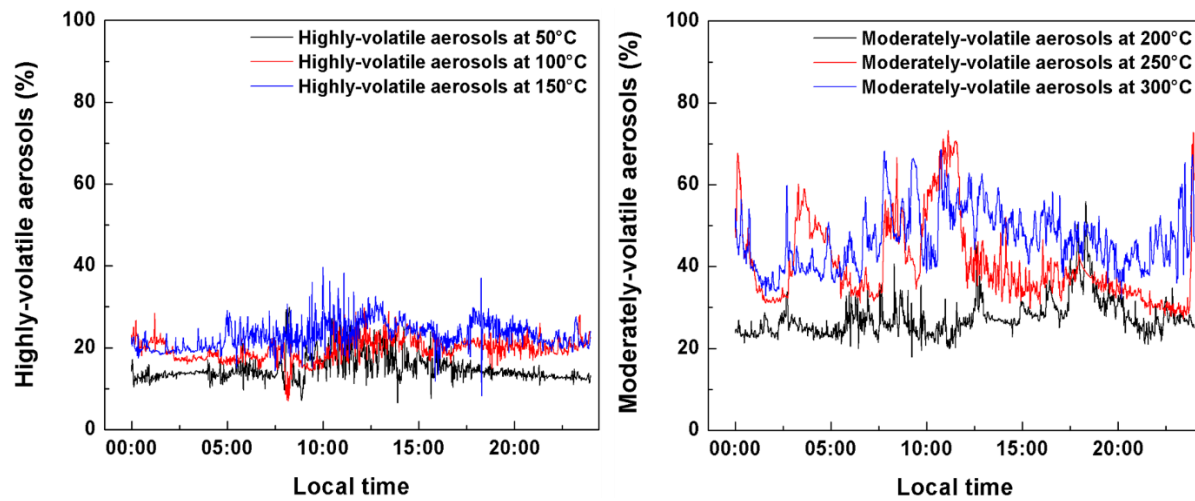 Highly-volatile aerosols (%)
100
80
60
40
20
0
Highly-volatile aerosols at 50°C
Highly-volatile aerosols at 100°C
Highly-volatile aerosols at 150°C
00:00 05:00 10:00 15:00 20:00
Local time
Moderately-volatile aerosols (%)
100
80
60
40
20
0
Moderately-volatile aerosols at 200°C
Moderately-volatile aerosols at 250°C
Moderately-volatile aerosols at 300°C
00:00 05:00 10:00 15:00 20:00
Local time